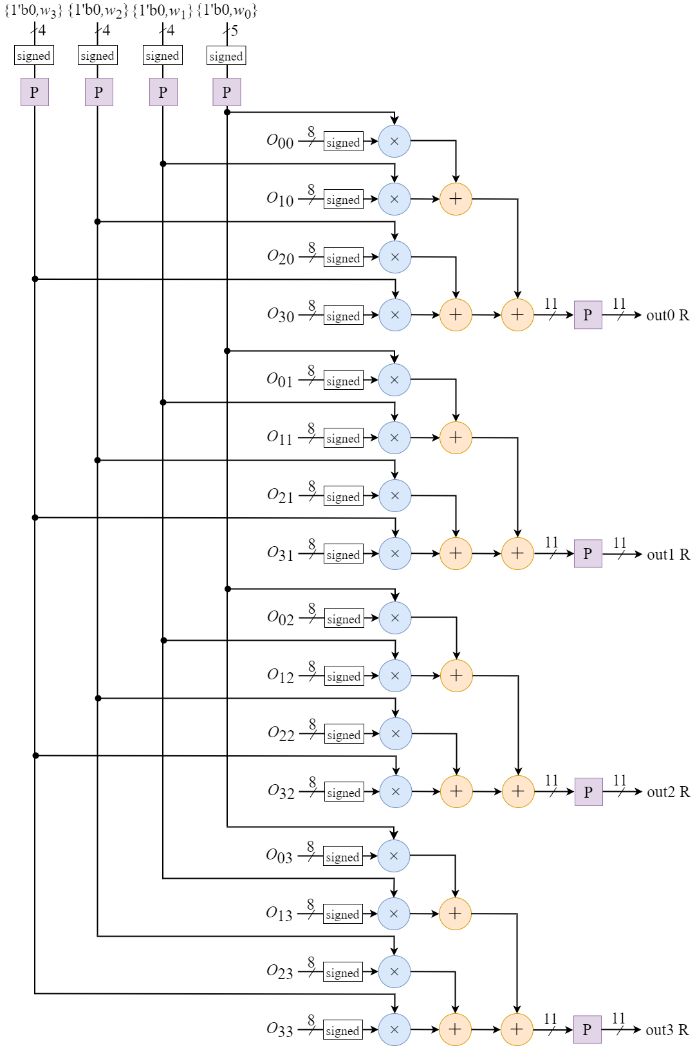 {1'b0,w3} {1'b0,w2} {1'b0,w1} {1'b0,w0}
4 4 4 5
signed signed signed signed
P P P P
O00 8 signed ×
O10 8 signed × +
O20 8 signed ×
O30 8 signed × + + 11 P 11 out0 R
O01 8 signed ×
O11 8 signed × +
O21 8 signed ×
O31 8 signed × + + 11 P 11 out1 R
O02 8 signed ×
O12 8 signed × +
O22 8 signed ×
O32 8 signed × + + 11 P 11 out2 R
O03 8 signed ×
O13 8 signed × +
O23 8 signed ×
O33 8 signed × + + 11 P 11 out3 R